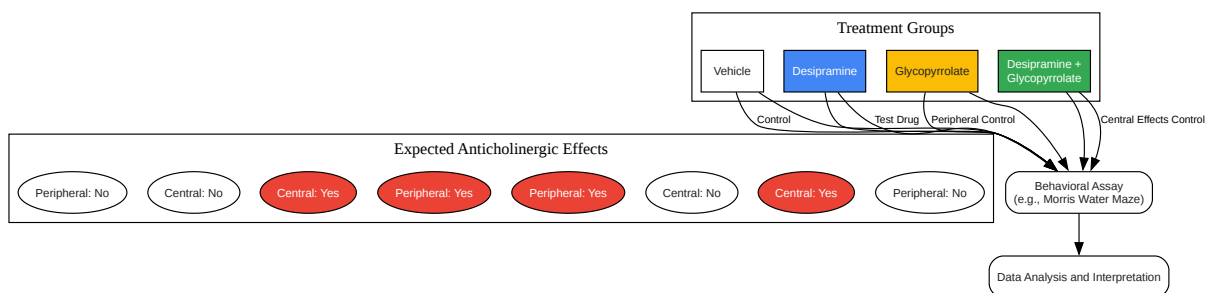 Treatment Groups
Vehicle
Desipramine
Glycopyrrolate
Desipramine +
Glycopyrrolate
Control
Test Drug
Peripheral Control
Central Effects Control
Expected Anticholinergic Effects
Peripheral: No
Central: No
Central: Yes
Peripheral: Yes
Peripheral: Yes
Central: No
Central: Yes
Peripheral: No
Behavioral Assay
(e.g., Morris Water Maze)
Data Analysis and Interpretation